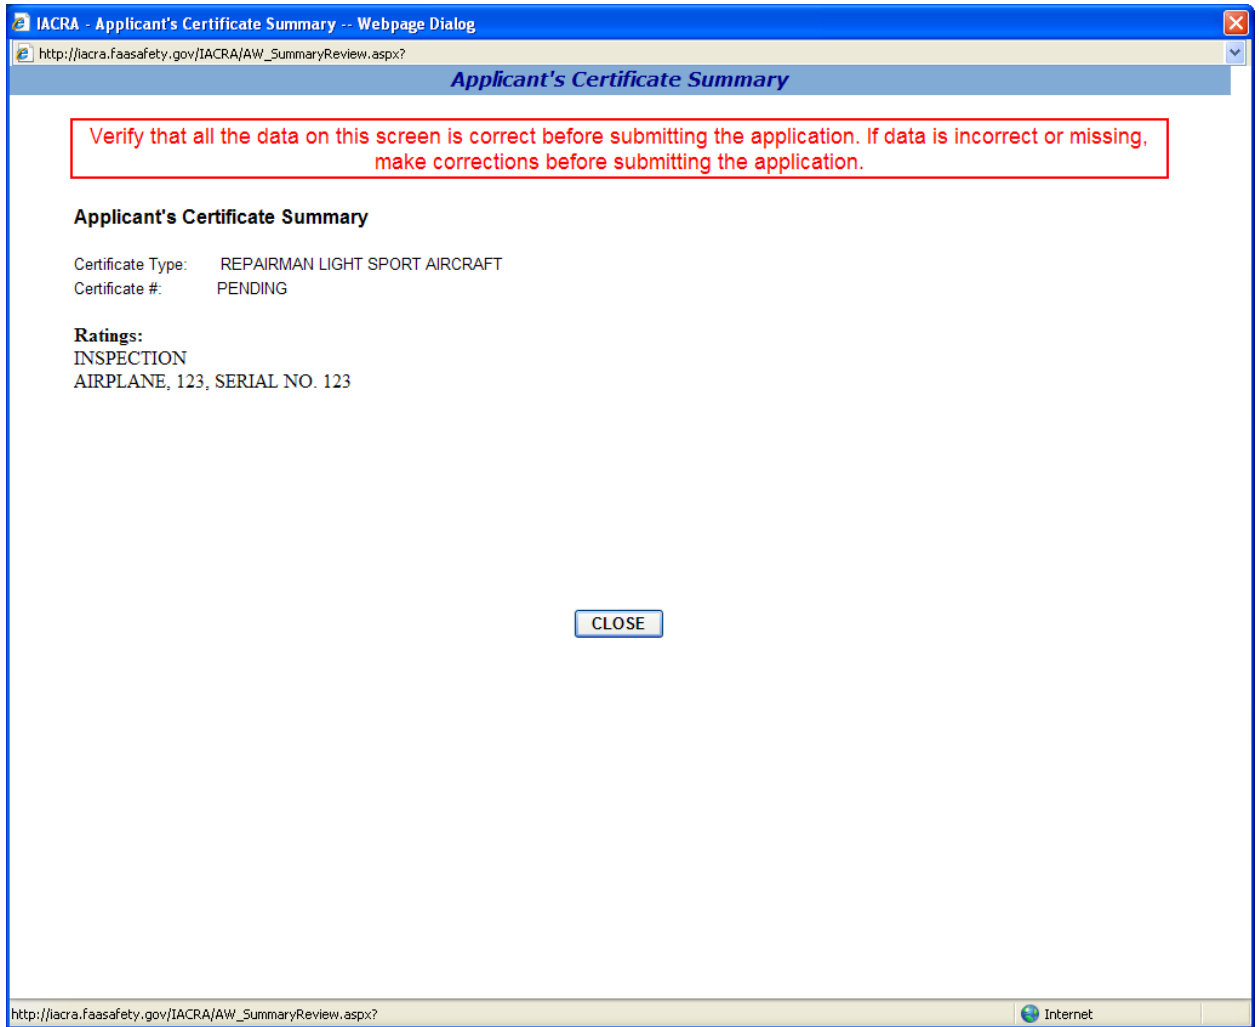 IACRA - Applicant's Certificate Summary -- Webpage Dialog
http://iacra.faasafety.gov/IACRA/AW_SummaryReview.aspx?
Applicant's Certificate Summary
Verify that all the data on this screen is correct before submitting the application. If data is incorrect or missing,
make corrections before submitting the application.
Applicant's Certificate Summary
Certificate Type: REPAIRMAN LIGHT SPORT AIRCRAFT
Certificate #: PENDING
Ratings:
INSPECTION
AIRPLANE, 123, SERIAL NO. 123
CLOSE
http://iacra.faasafety.gov/IACRA/AW_SummaryReview.aspx? Internet